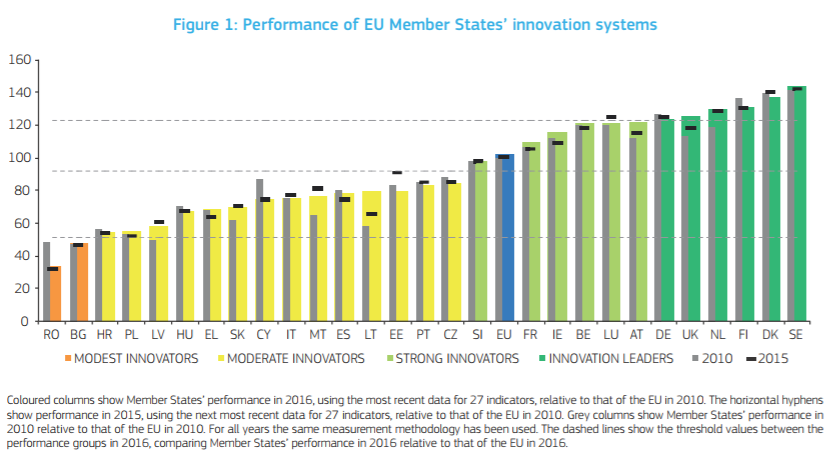 Figure 1: Performance of EU Member States’ innovation systems
160
140
120
100
80
60
40
20
0
RO BG HR PL LV HU EL SK CY IT MT ES LT EE PT CZ SI EU FR IE BE LU AT DE UK NL FI DK SE
MODEST INNOVATORS MODERATE INNOVATORS STRONG INNOVATORS INNOVATION LEADERS 2010 2015
Coloured columns show Member States’ performance in 2016, using the most recent data for 27 indicators, relative to that of the EU in 2010. The horizontal hyphens
show performance in 2015, using the next most recent data for 27 indicators, relative to that of the EU in 2010. Grey columns show Member States’ performance in
2010 relative to that of the EU in 2010. For all years the same measurement methodology has been used. The dashed lines show the threshold values between the
performance groups in 2016, comparing Member States’ performance in 2016 relative to that of the EU in 2016.